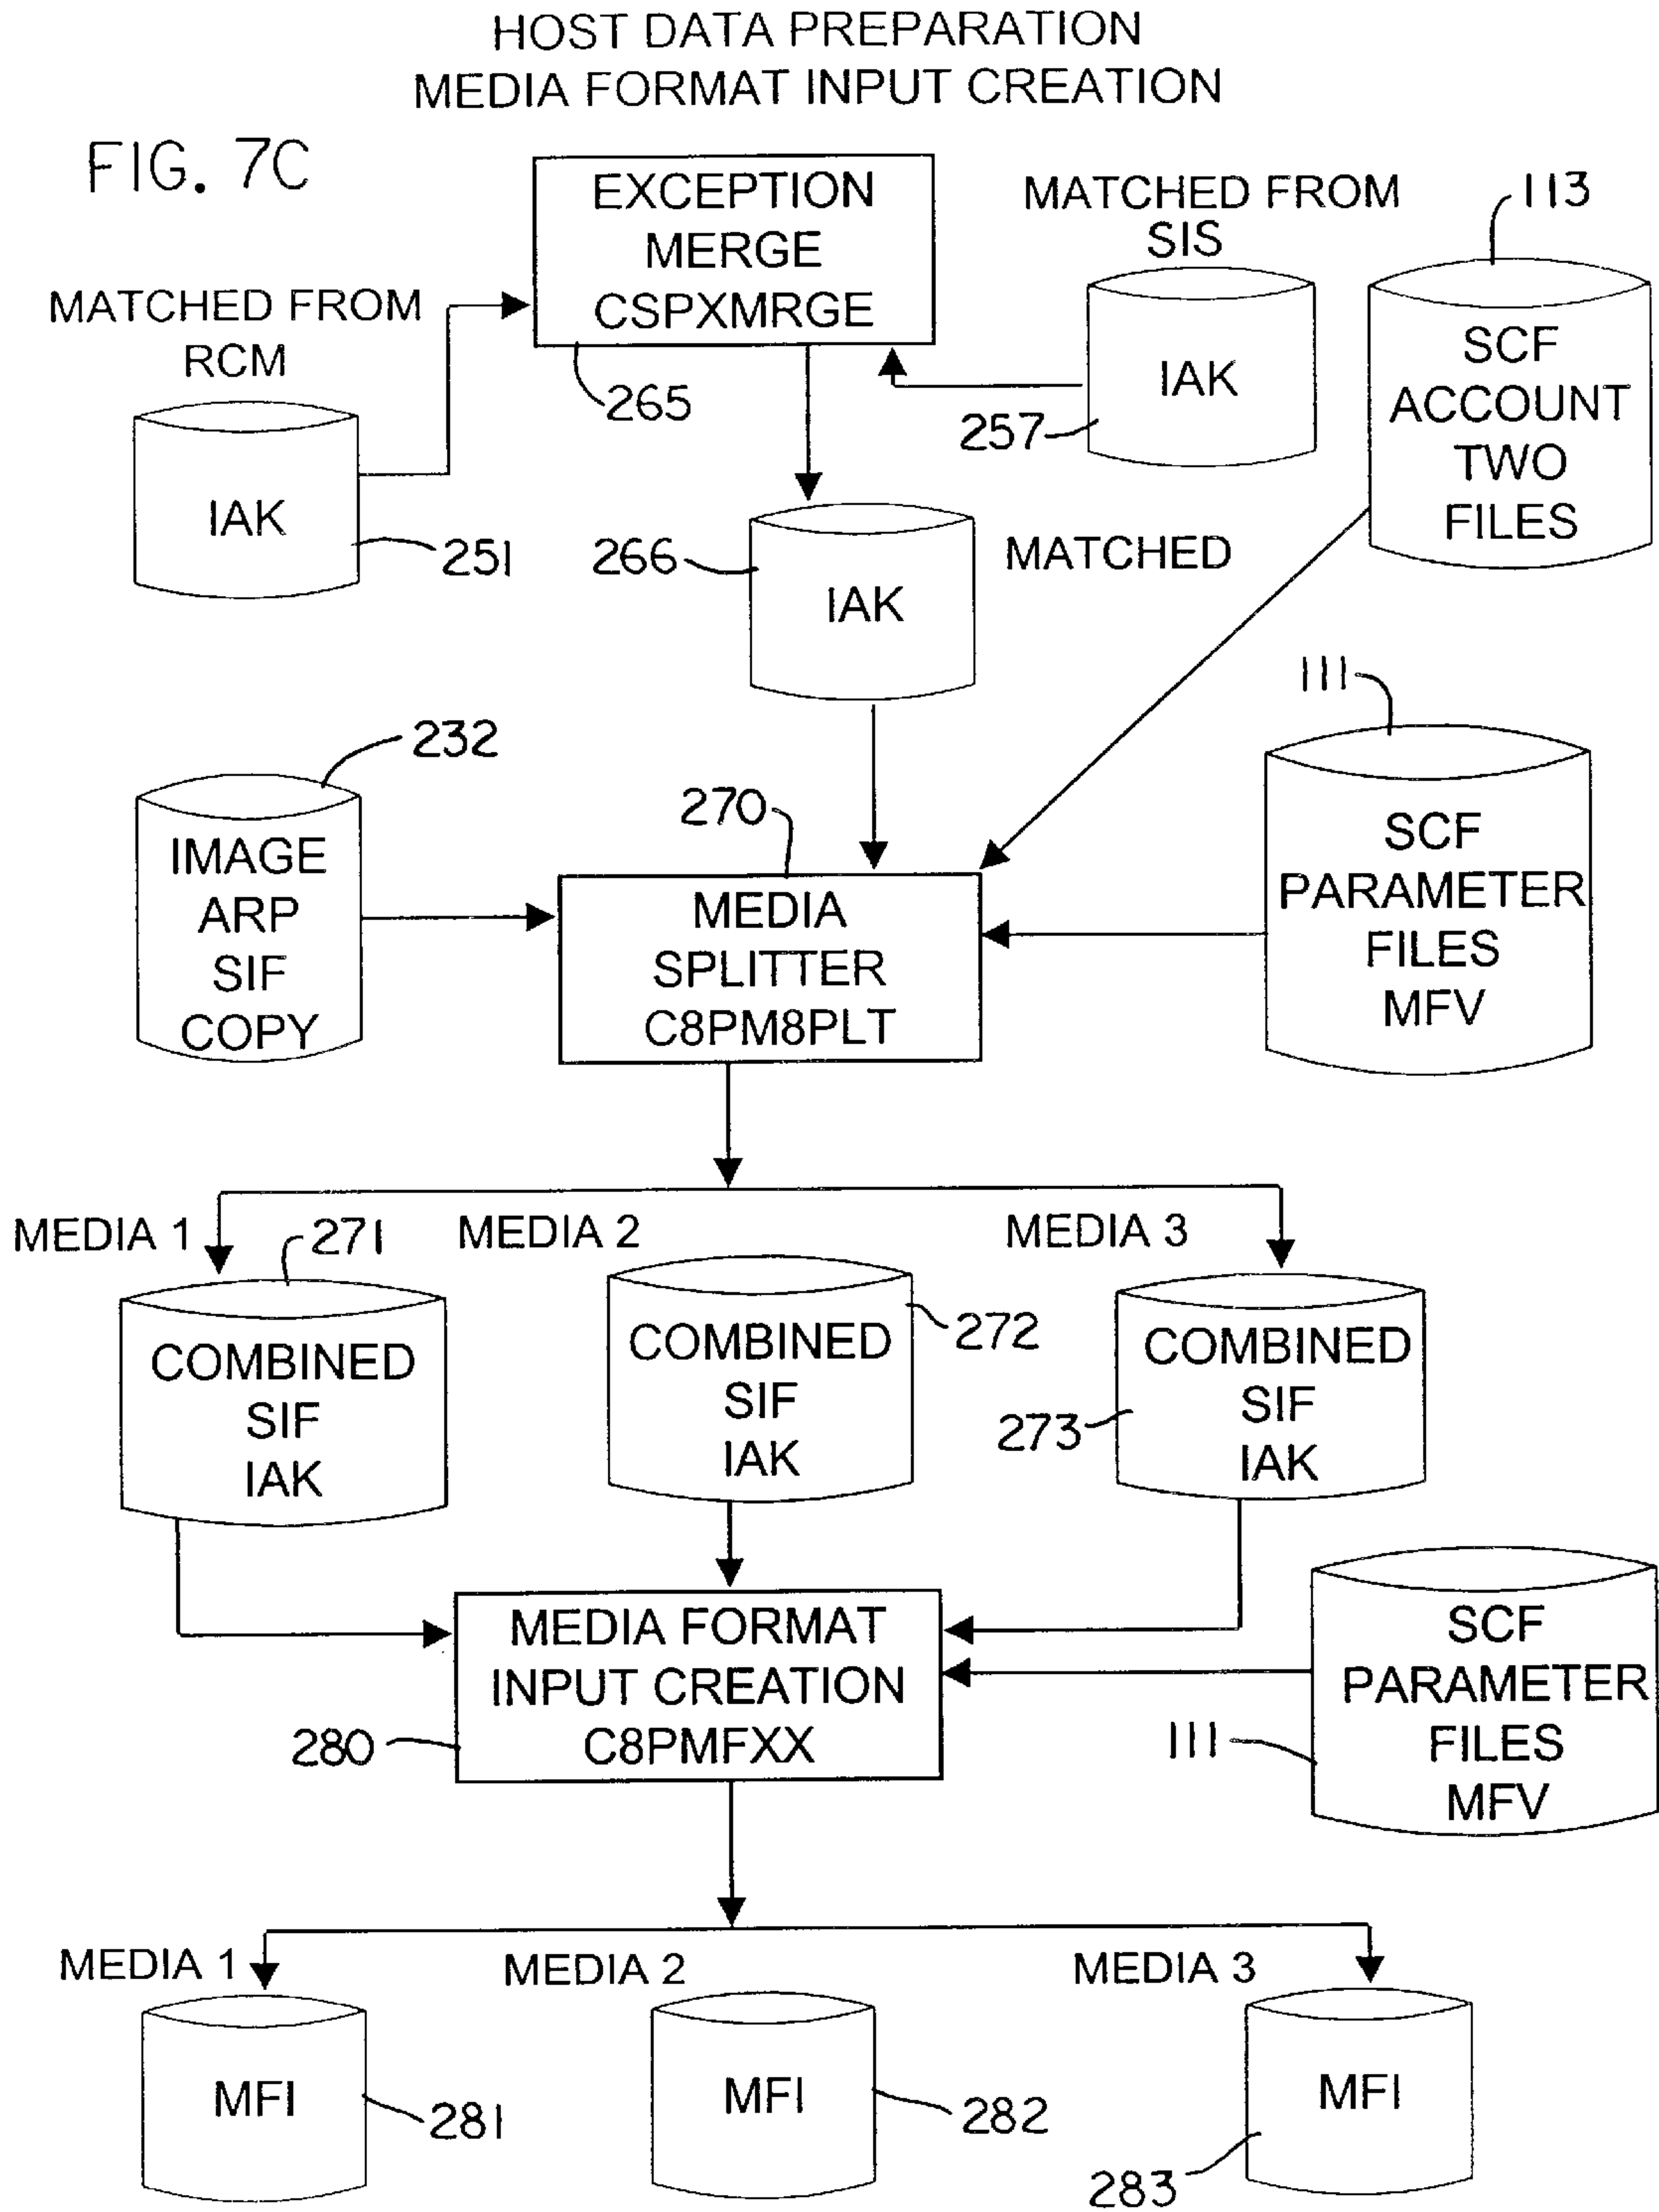 HOST DATA PREPARATION
MEDIA FORMAT INPUT CREATION
FIG. 7C
EXCEPTION
MERGE
CSPXMRGE
265
MATCHED FROM
SIS
IAK
257
113
SCF
ACCOUNT
TWO
FILES
MATCHED FROM
RCM
IAK
251
266
IAK
MATCHED
111
SCF
PARAMETER
FILES
MFV
232
IMAGE
ARP
SIF
COPY
270
MEDIA
SPLITTER
C8PM8PLT
MEDIA 1
MEDIA 2
MEDIA 3
271
COMBINED
SIF
IAK
272
COMBINED
SIF
IAK
273
COMBINED
SIF
IAK
MEDIA FORMAT
INPUT CREATION
C8PMFXX
280
SCF
PARAMETER
FILES
MFV
111
MEDIA 1
MEDIA 2
MEDIA 3
MFI
281
MFI
282
MFI
283